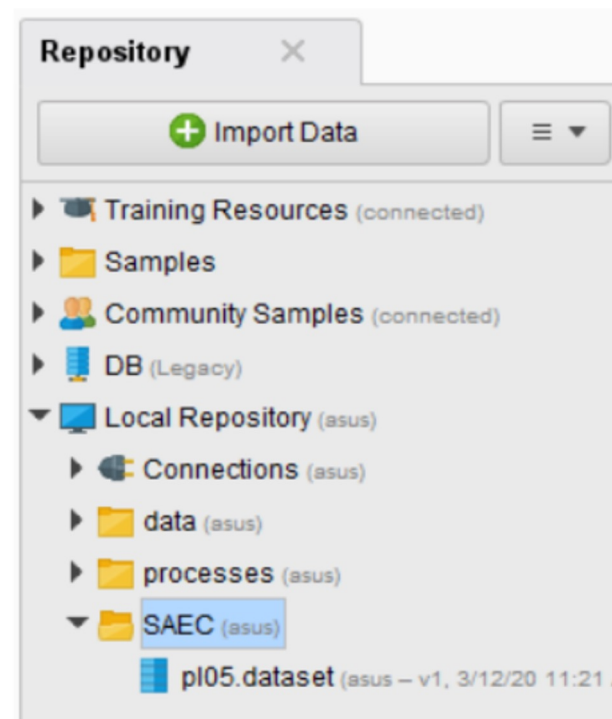 Repository
Import Data
Training Resources (connected)
Samples
Community Samples (connected)
DB (Legacy)
Local Repository (asus)
Connections (asus)
data (asus)
processes (asus)
SAEC (asus)
pl05.dataset (asus – v1, 3/12/20 11:21